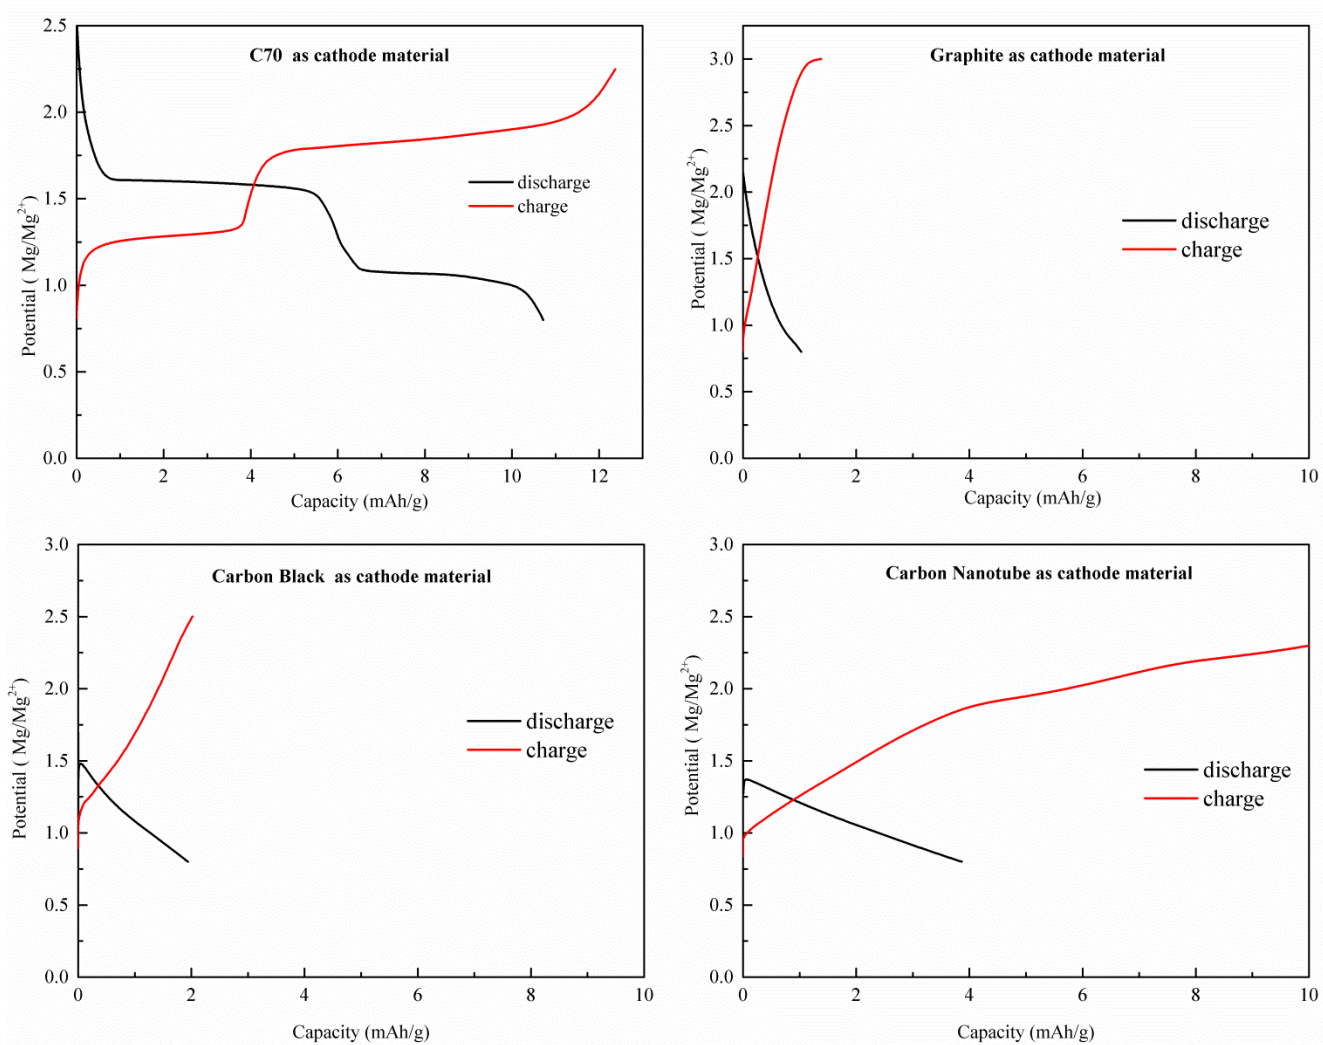 C70 as cathode material
2.5
2.0
1.5
1.0
0.5
0.0
Potential ( Mg/Mg²⁺)
discharge
charge
0 2 4 6 8 10 12
Capacity (mAh/g)
Graphite as cathode material
3.0
2.5
2.0
1.5
1.0
0.5
0.0
Potential ( Mg/Mg²⁺)
discharge
charge
0 2 4 6 8 10
Capacity (mAh/g)
Carbon Black as cathode material
3.0
2.5
2.0
1.5
1.0
0.5
0.0
Potential ( Mg/Mg²⁺)
discharge
charge
0 2 4 6 8 10
Capacity (mAh/g)
Carbon Nanotube as cathode material
3.0
2.5
2.0
1.5
1.0
0.5
0.0
Potential ( Mg/Mg²⁺)
discharge
charge
0 2 4 6 8 10
Capacity (mAh/g)